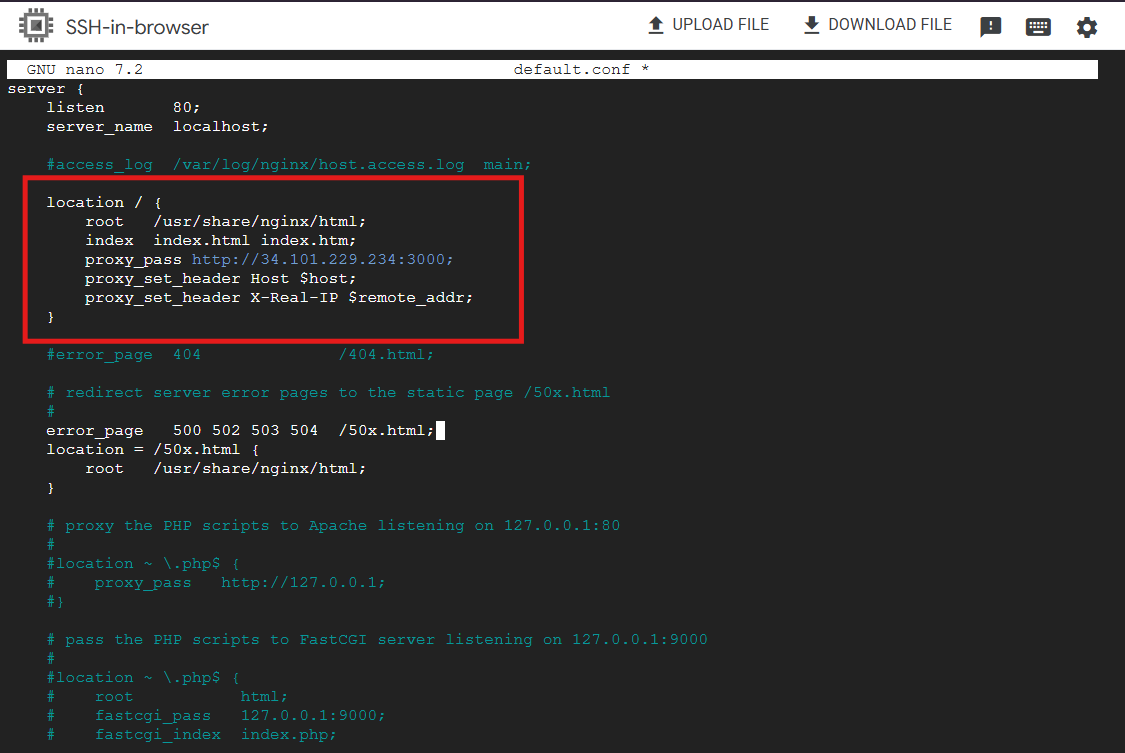 SSH-in-browser UPLOAD FILE DOWNLOAD FILE
GNU nano 7.2 default.conf *
server {
listen 80;
server_name localhost;
#access_log /var/log/nginx/host.access.log main;
location / {
root /usr/share/nginx/html;
index index.html index.htm;
proxy_pass http://34.101.229.234:3000;
proxy_set_header Host $host;
proxy_set_header X-Real-IP $remote_addr;
}
#error_page 404 /404.html;
# redirect server error pages to the static page /50x.html
#
error_page 500 502 503 504 /50x.html;
location = /50x.html {
root /usr/share/nginx/html;
}
# proxy the PHP scripts to Apache listening on 127.0.0.1:80
#
#location ~ \.php$ {
# proxy_pass http://127.0.0.1;
#}
# pass the PHP scripts to FastCGI server listening on 127.0.0.1:9000
#
#location ~ \.php$ {
# root html;
# fastcgi_pass 127.0.0.1:9000;
# fastcgi_index index.php;